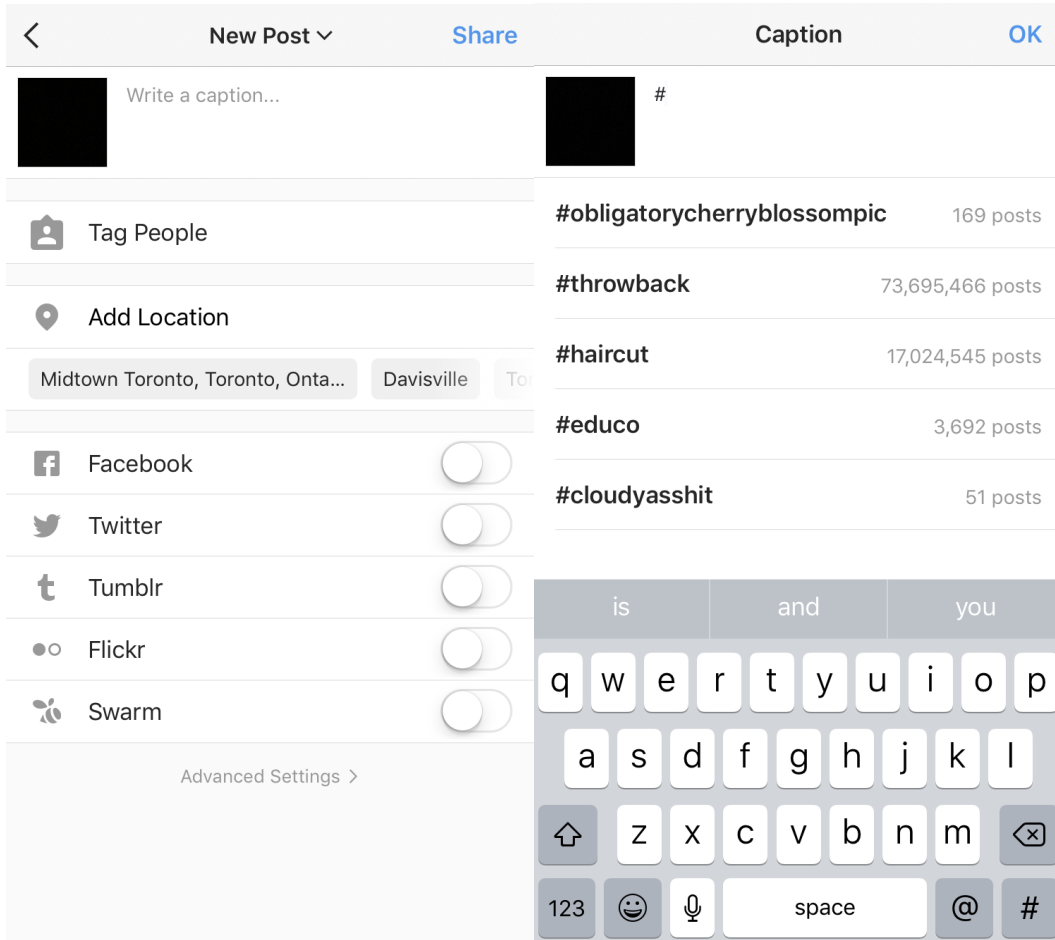 New Post
Share
Write a caption...
Tag People
Add Location
Midtown Toronto, Toronto, Onta...
Davisville
To
Facebook
Twitter
Tumblr
Flickr
Swarm
Advanced Settings
Caption
OK
#
#obligatorycherryblossompic 169 posts
#throwback 73,695,466 posts
#haircut 17,024,545 posts
#educo 3,692 posts
#cloudyasshit 51 posts
is and you
q w e r t y u i o p
a s d f g h j k l
z x c v b n m
123 space @ #